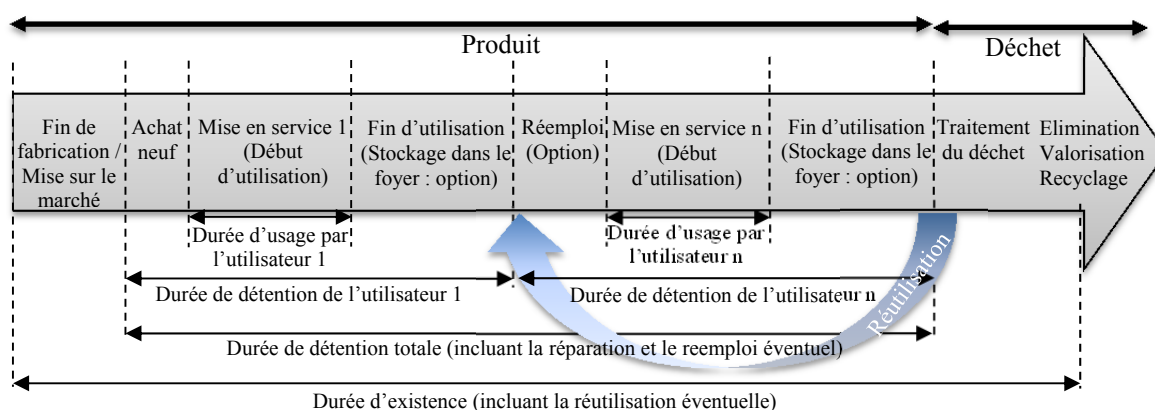 Produit
Déchet
Fin de
fabrication /
Mise sur le
marché
Achat
neuf
Mise en service 1
(Début
d'utilisation)
Fin d'utilisation
(Stockage dans le
foyer : option)
Réemploi
(Option)
Mise en service n
(Début
d'utilisation)
Fin d'utilisation
(Stockage dans le
foyer : option)
Traitement
du déchet
Elimination
Valorisation
Recyclage
Durée d'usage par
l'utilisateur 1
Durée d'usage par
l'utilisateur n
Réutilisation
Durée de détention de l'utilisateur 1
Durée de détention de l'utilisateur n
Durée de détention totale (incluant la réparation et le reemploi éventuel)
Durée d'existence (incluant la réutilisation éventuelle)